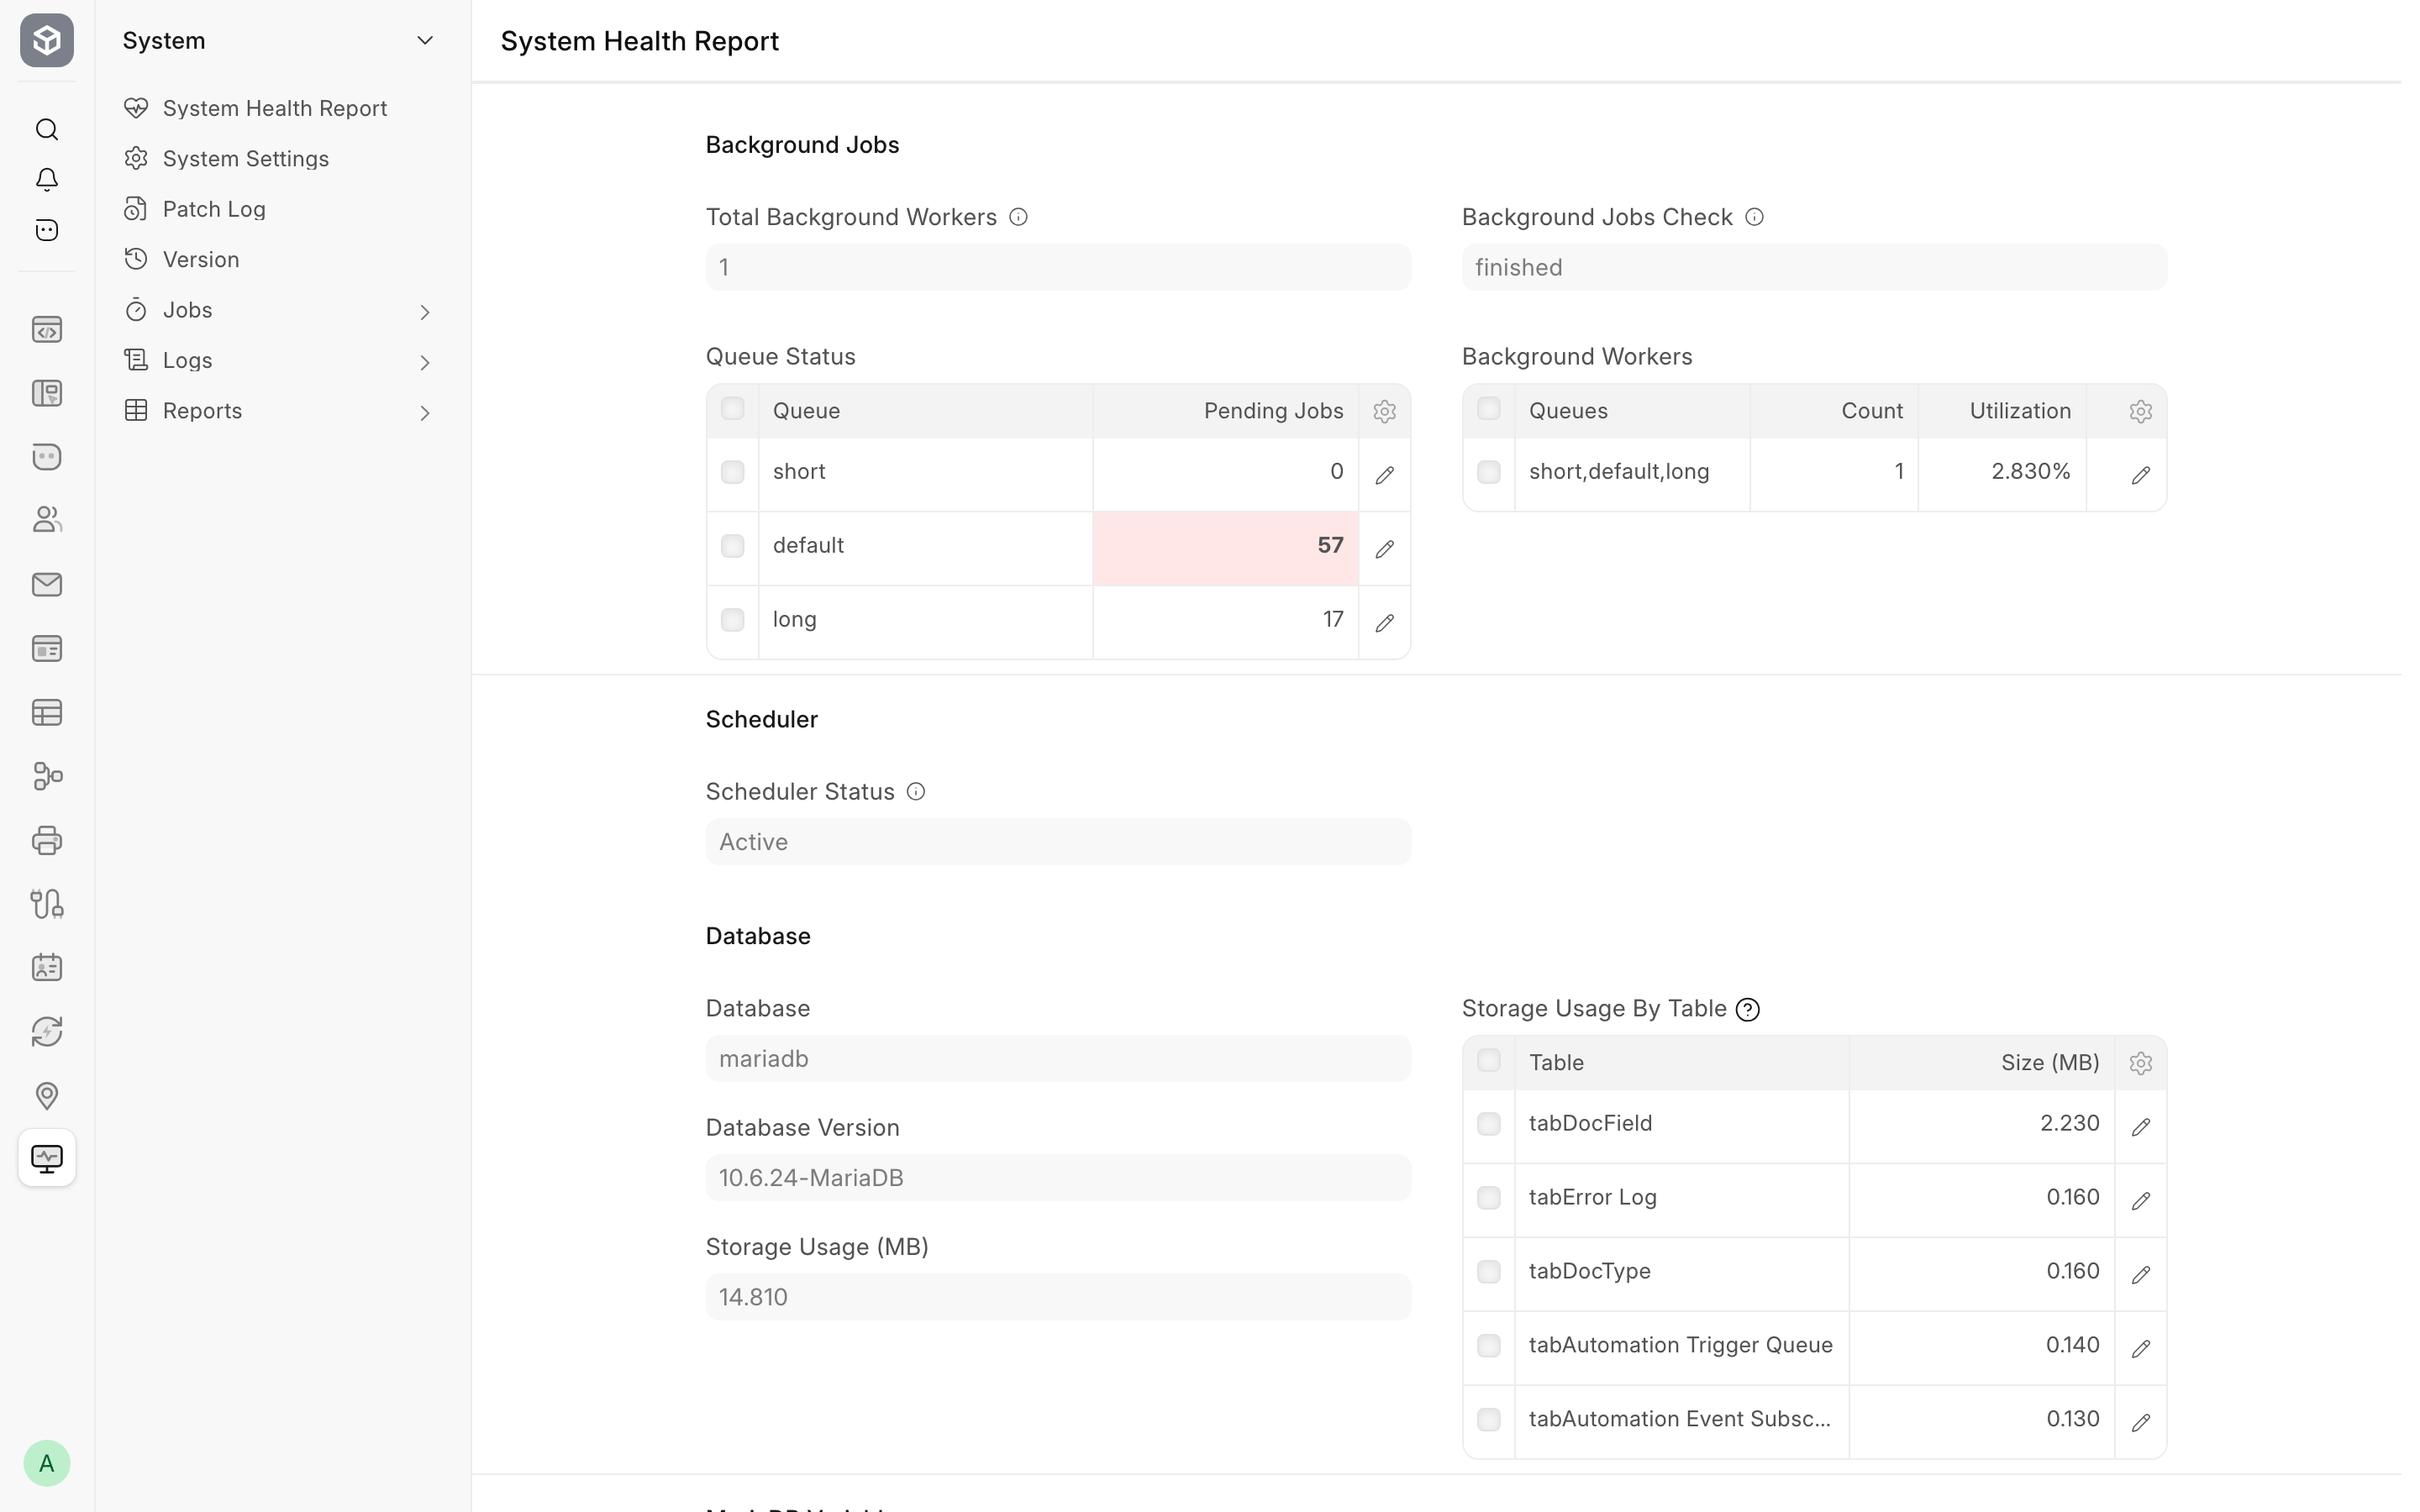 System
System Health Report
System Settings
Patch Log
Version
Jobs
Logs
Reports
A
System Health Report
Background Jobs
Total Background Workers
1
Background Jobs Check
finished
Queue Status
Queue Pending Jobs
short 0
default 57
long 17
Background Workers
Queues Count Utilization
short,default,long 1 2.830%
Scheduler
Scheduler Status
Active
Database
Database
mariadb
Database Version
10.6.24-MariaDB
Storage Usage (MB)
14.810
Storage Usage By Table
Table Size (MB)
tabDocField 2.230
tabError Log 0.160
tabDocType 0.160
tabAutomation Trigger Queue 0.140
tabAutomation Event Subsc... 0.130